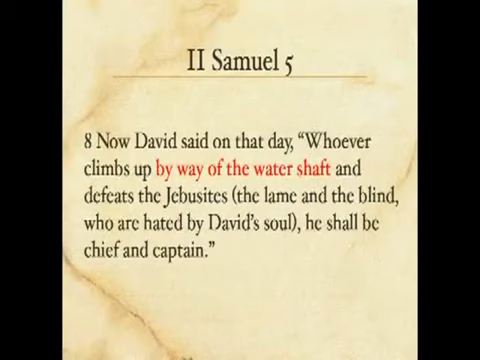 II Samuel 5
8 Now David said on that day, “Whoever
climbs up by way of the water shaft and
defeats the Jebusites (the lame and the blind,
who are hated by David’s soul), he shall be
chief and captain.”